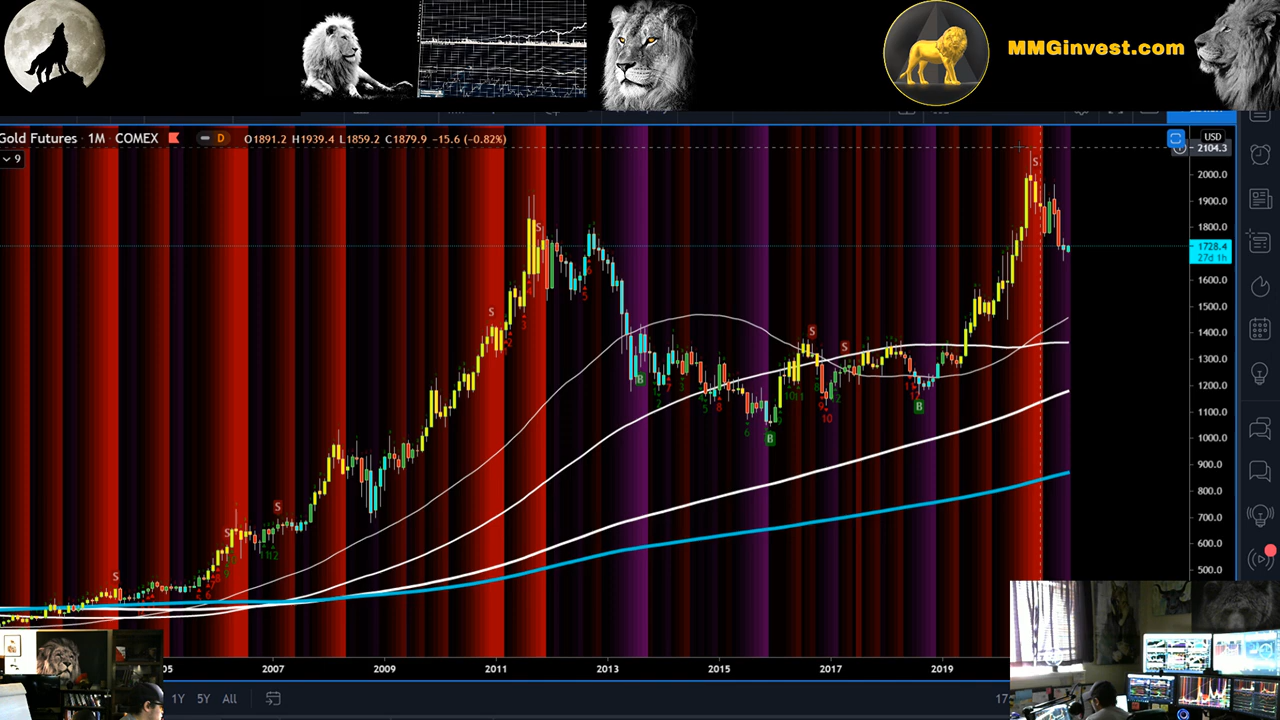 MMGinvest.com
Gold Futures · 1M · COMEX D O1891.2 H1939.4 L1859.2 C1879.9 −15.6 (−0.82%)
9
USD
2104.3
2000.0
1900.0
1800.0
1728.4
27d 1h
1600.0
1500.0
1400.0
1300.0
1200.0
1100.0
1000.0
900.0
800.0
700.0
600.0
500.0
S
S
S
S
S
S
S
S
B
B
B
05 2007 2009 2011 2013 2015 2017 2019
1Y 5Y All